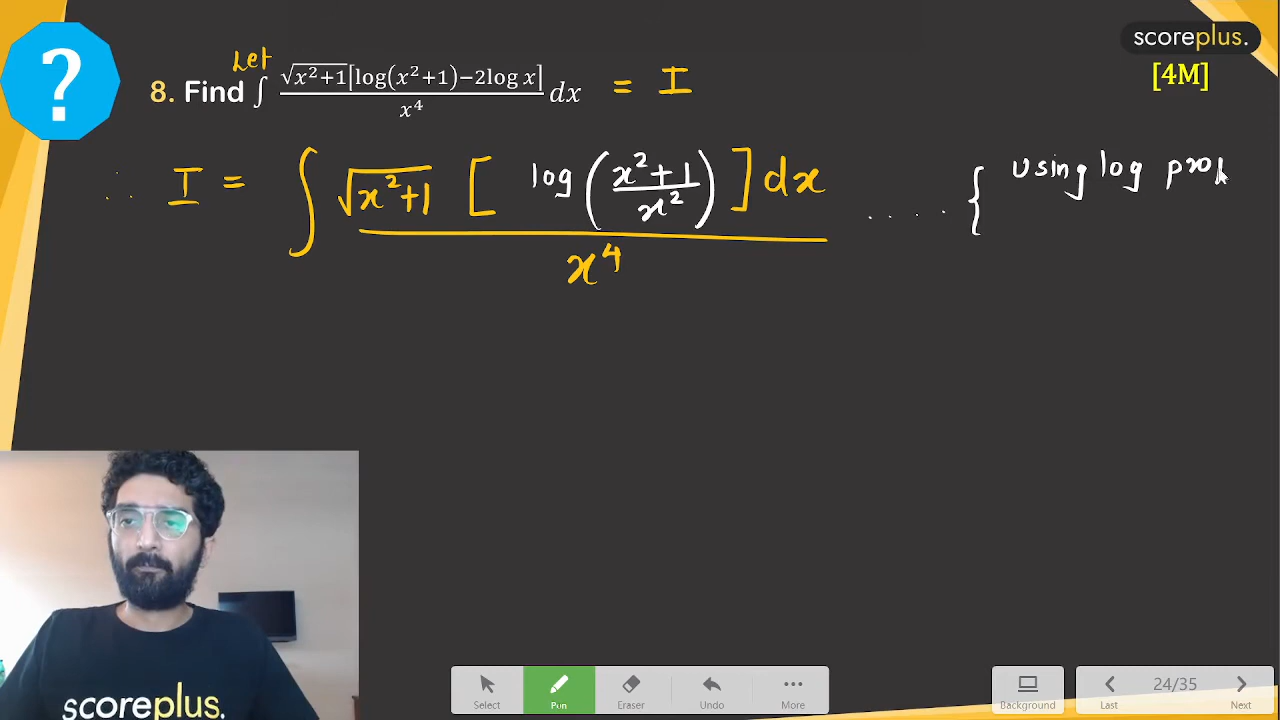 scoreplus.
[4M]
Let
8. Find ∫ √x²+1[log(x²+1)−2log x] / x⁴ dx = I
∴ I = ∫ √x²+1 [ log(x²+1 / x²) ] dx / x⁴ ..... { using log prop
?
scoreplus.
Select
Pen
Eraser
Undo
More
Background
Last
24/35
Next